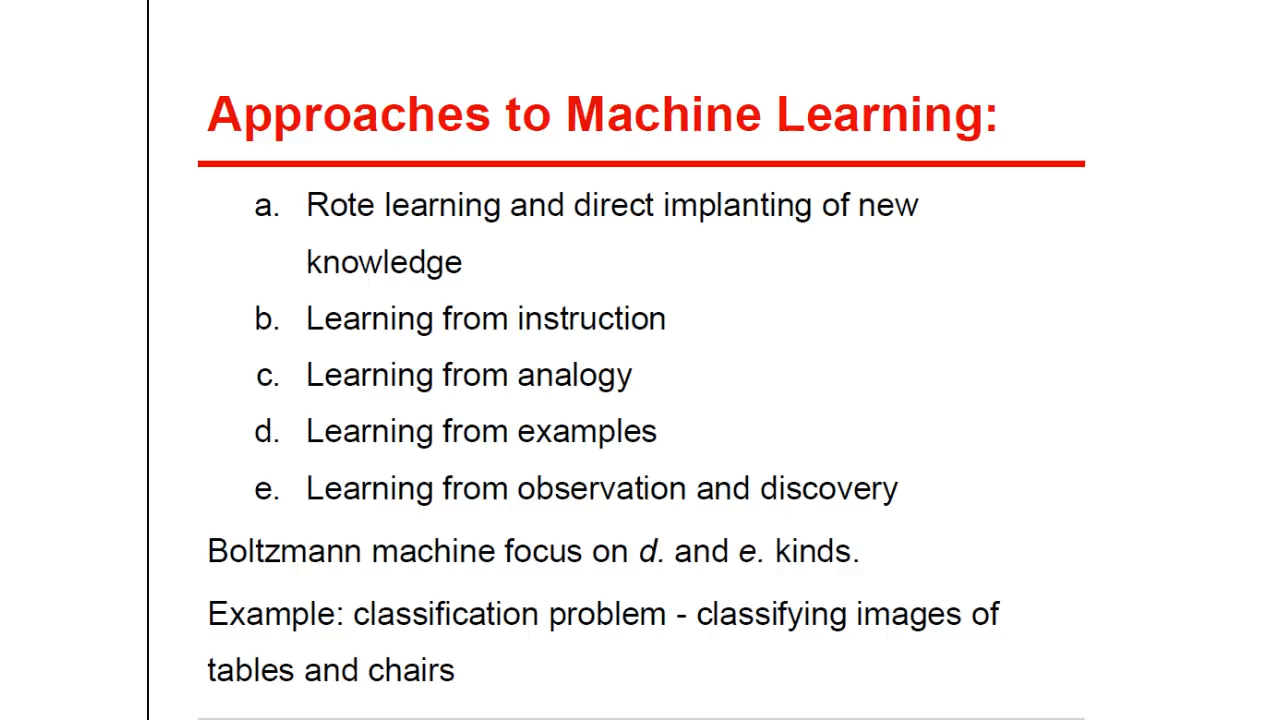 Approaches to Machine Learning:
a. Rote learning and direct implanting of new
knowledge
b. Learning from instruction
c. Learning from analogy
d. Learning from examples
e. Learning from observation and discovery
Boltzmann machine focus on d. and e. kinds.
Example: classification problem - classifying images of
tables and chairs